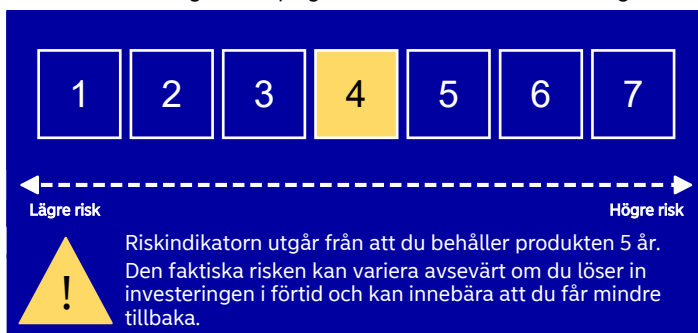 1 2 3 4 5 6 7
Lägre risk Högre risk
Riskindikatorn utgår från att du behåller produkten 5 år.
Den faktiska risken kan variera avsevärt om du löser in
investeringen i förtid och kan innebära att du får mindre
tillbaka.
!